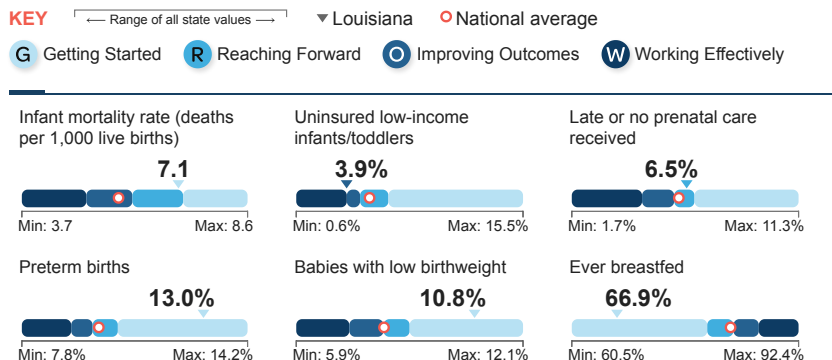 KEY ← Range of all state values → Louisiana National average
G Getting Started R Reaching Forward O Improving Outcomes W Working Effectively
Infant mortality rate (deaths
per 1,000 live births)
7.1
Min: 3.7 Max: 8.6
Uninsured low-income
infants/toddlers
3.9%
Min: 0.6% Max: 15.5%
Late or no prenatal care
received
6.5%
Min: 1.7% Max: 11.3%
Preterm births
13.0%
Min: 7.8% Max: 14.2%
Babies with low birthweight
10.8%
Min: 5.9% Max: 12.1%
Ever breastfed
66.9%
Min: 60.5% Max: 92.4%